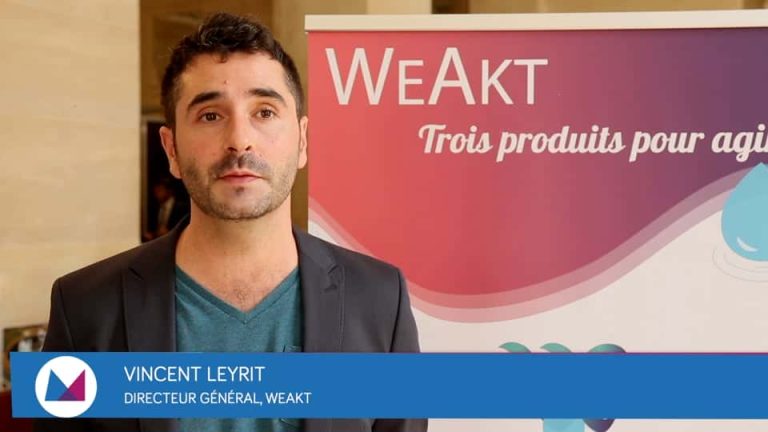 WEAKT
Trois produits pour agi
VINCENT LEYRIT
DIRECTEUR GÉNÉRAL, WEAKT